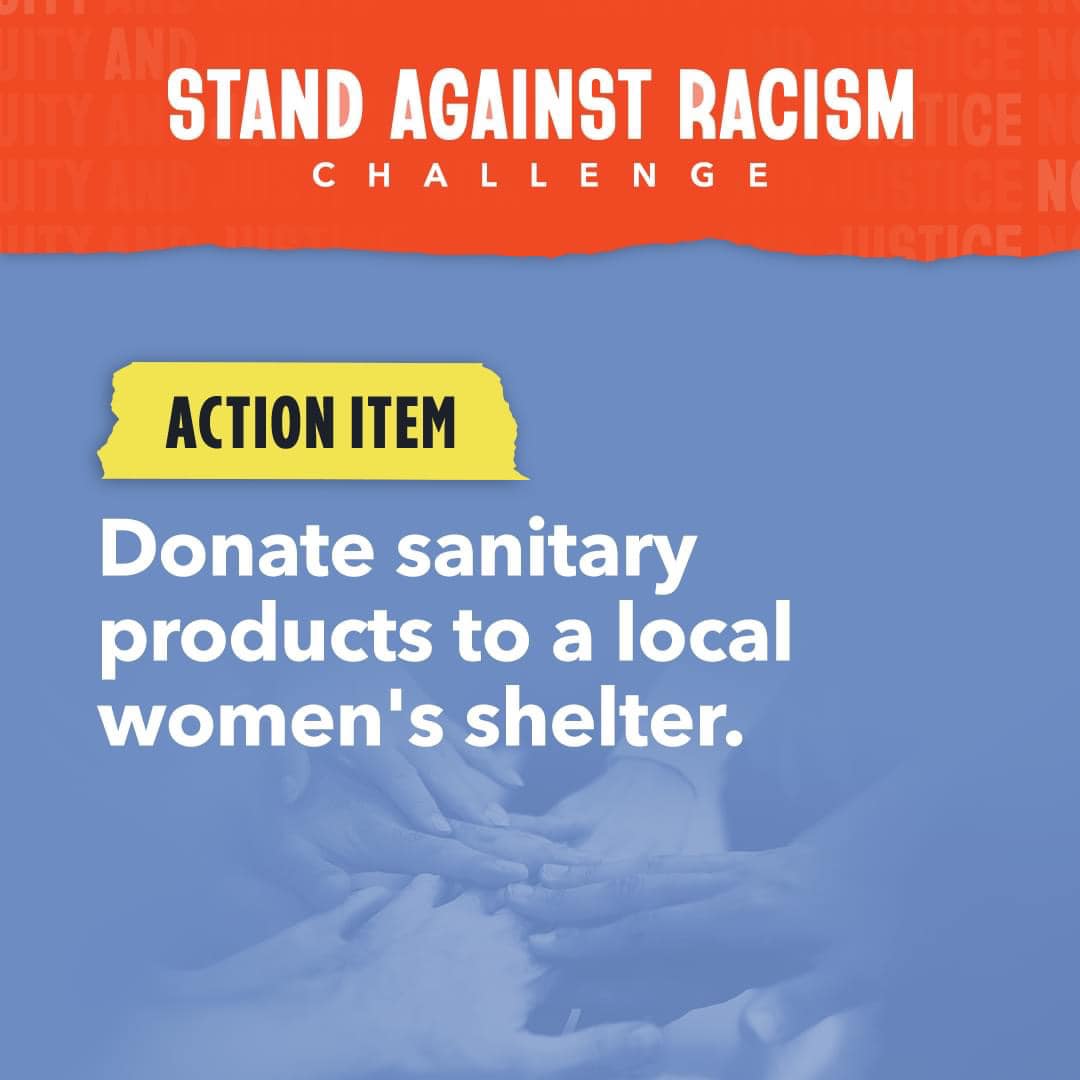 STAND AGAINST RACISM
CHALLENGE
ACTION ITEM
Donate sanitary
products to a local
women's shelter.